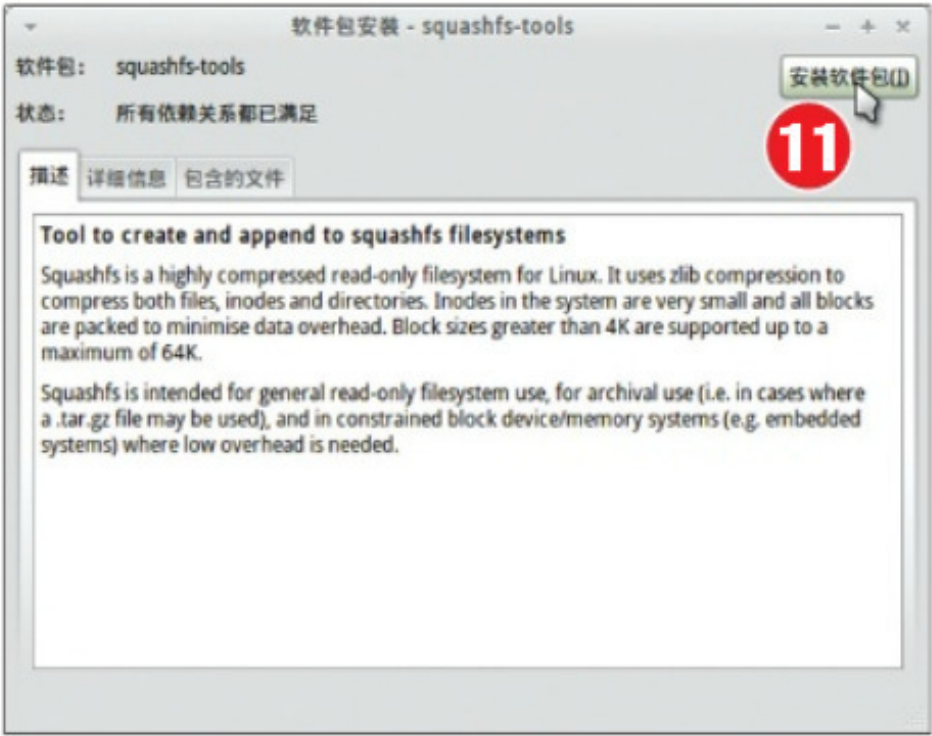 软件包安装 - squashfs-tools
软件包: squashfs-tools
安装软件包(I)
状态: 所有依赖关系都已满足
11
描述 详细信息 包含的文件
Tool to create and append to squashfs filesystems
Squashfs is a highly compressed read-only filesystem for Linux. It uses zlib compression to
compress both files, inodes and directories. Inodes in the system are very small and all blocks
are packed to minimise data overhead. Block sizes greater than 4K are supported up to a
maximum of 64K.
Squashfs is intended for general read-only filesystem use, for archival use (i.e. in cases where
a .tar.gz file may be used), and in constrained block device/memory systems (e.g. embedded
systems) where low overhead is needed.